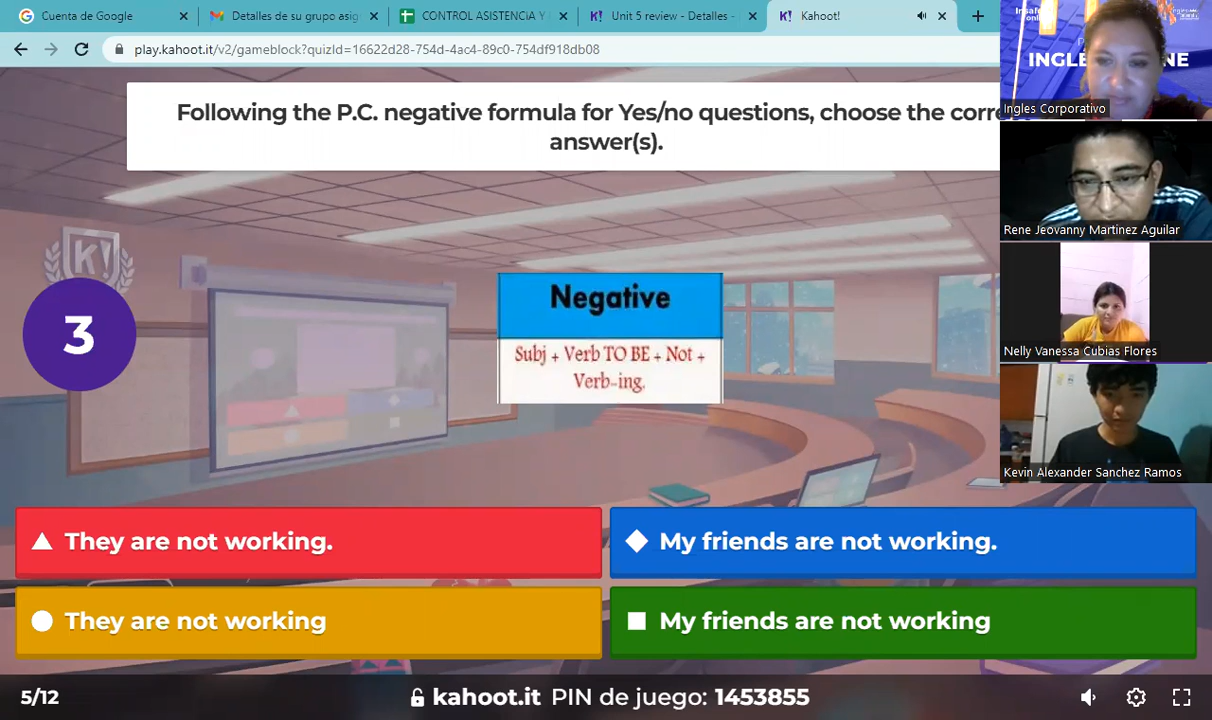 Cuenta de Google
Detalles de su grupo asig
CONTROL ASISTENCiA Y
Unit 5 review - Detalles -
Kahoot!
play.kahoot.it/v2/gameblock?quizId=16622d28-754d-4ac4-89c0-754df918db08
INGLE NE
Ingles Corporativo
Following the P.C. negative formula for Yes/no questions, choose the corre
answer(s).
Rene Jeovanny Martinez Aguilar
K!
3
Negative
Subj + Verb TO BE + Not +
Verb-ing.
Nelly Vanessa Cubias Flores
Kevin Alexander Sanchez Ramos
They are not working.
My friends are not working.
They are not working
My friends are not working
5/12
kahoot.it PIN de juego: 1453855